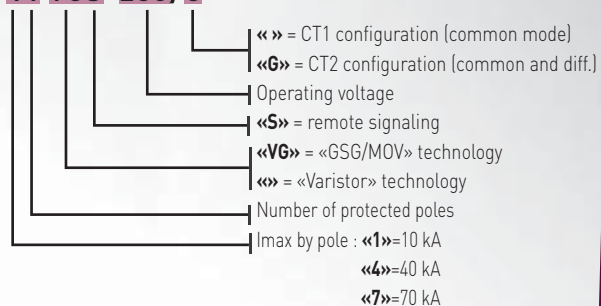 «» = CT1 configuration (common mode)
«G» = CT2 configuration (common and diff.)
Operating voltage
«S» = remote signaling
«VG» = «GSG/MOV» technology
«» = «Varistor» technology
Number of protected poles
Imax by pole : «1»=10 kA
«4»=40 kA
«7»=70 kA